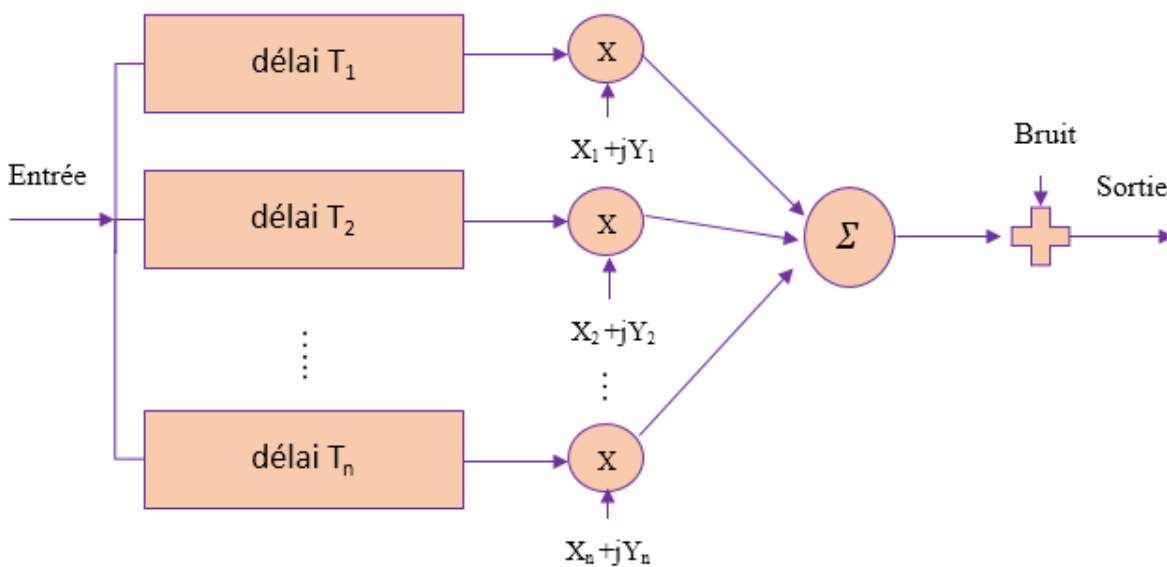 délai T₁
X
X₁+jY₁
Entrée
délai T₂
X
X₂+jY₂
Σ
Bruit
Sortie
.....
...
délai Tₙ
X
Xₙ+jYₙ